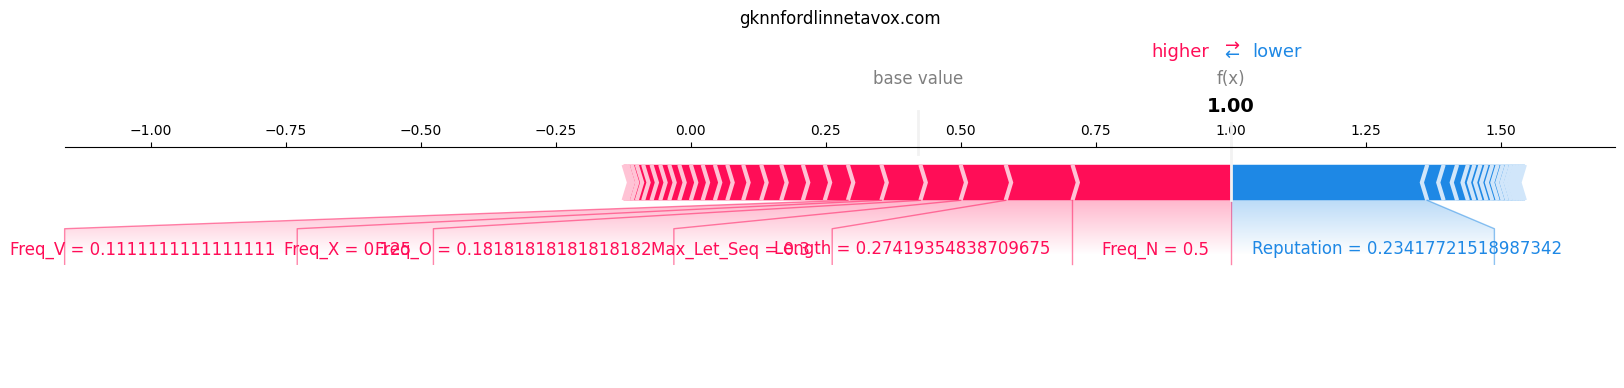 gknnfordlinnetavox.com
higher ⇄ lower
base value f(x)
1.00
−1.00 −0.75 −0.50 −0.25 0.00 0.25 0.50 0.75 1.00 1.25 1.50
Freq_V = 0.1111111111111111 Freq_X = 0.125 Freq_O = 0.18181818181818182 Max_Let_Seq = 0.3 Length = 0.27419354838709675 Freq_N = 0.5 Reputation = 0.23417721518987342